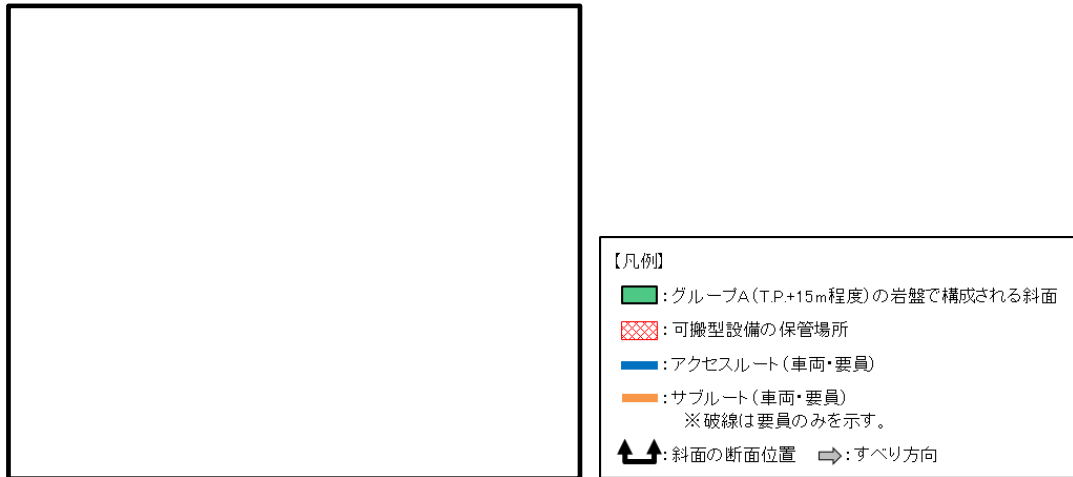 【凡例】
:グループA(T.P.+15m程度)の岩盤で構成される斜面
:可搬型設備の保管場所
:アクセスルート(車両・要員)
:サブルート(車両・要員)
※破線は要員のみを示す。
:斜面の断面位置 :すべり方向